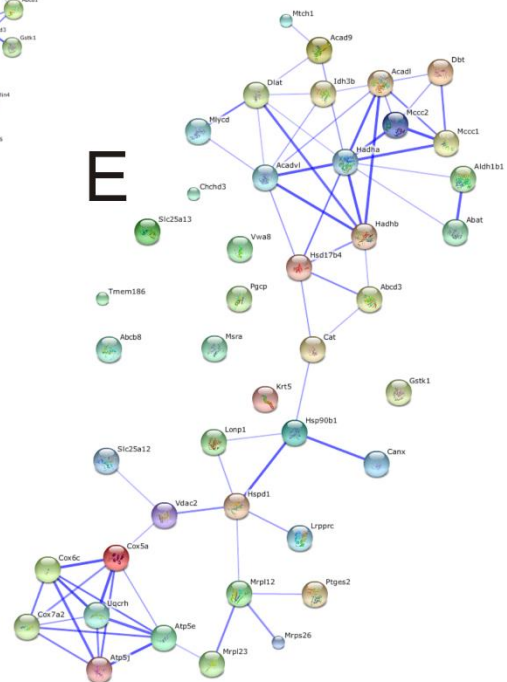 Gstk1
Mtch1
Acad9
Dlat
Idh3b
Acadl
Dbt
Mlycd
Mccc2
Mccc1
Hadha
Acadvl
Aldh1b1
E
Chchd3
Slc25a13
Vwa8
Hadhb
Abat
Hsd17b4
Tmem186
Pgcp
Abcd3
Abcb8
Msra
Cat
Krt5
Gstk1
Lonp1
Hsp90b1
Slc25a12
Canx
Vdac2
Hspd1
Lrpprc
Cox5a
Cox6c
Mrpl12
Ptges2
Cox7a2
Uqcrh
Atp5e
Mrps26
Atp5j
Mrpl23